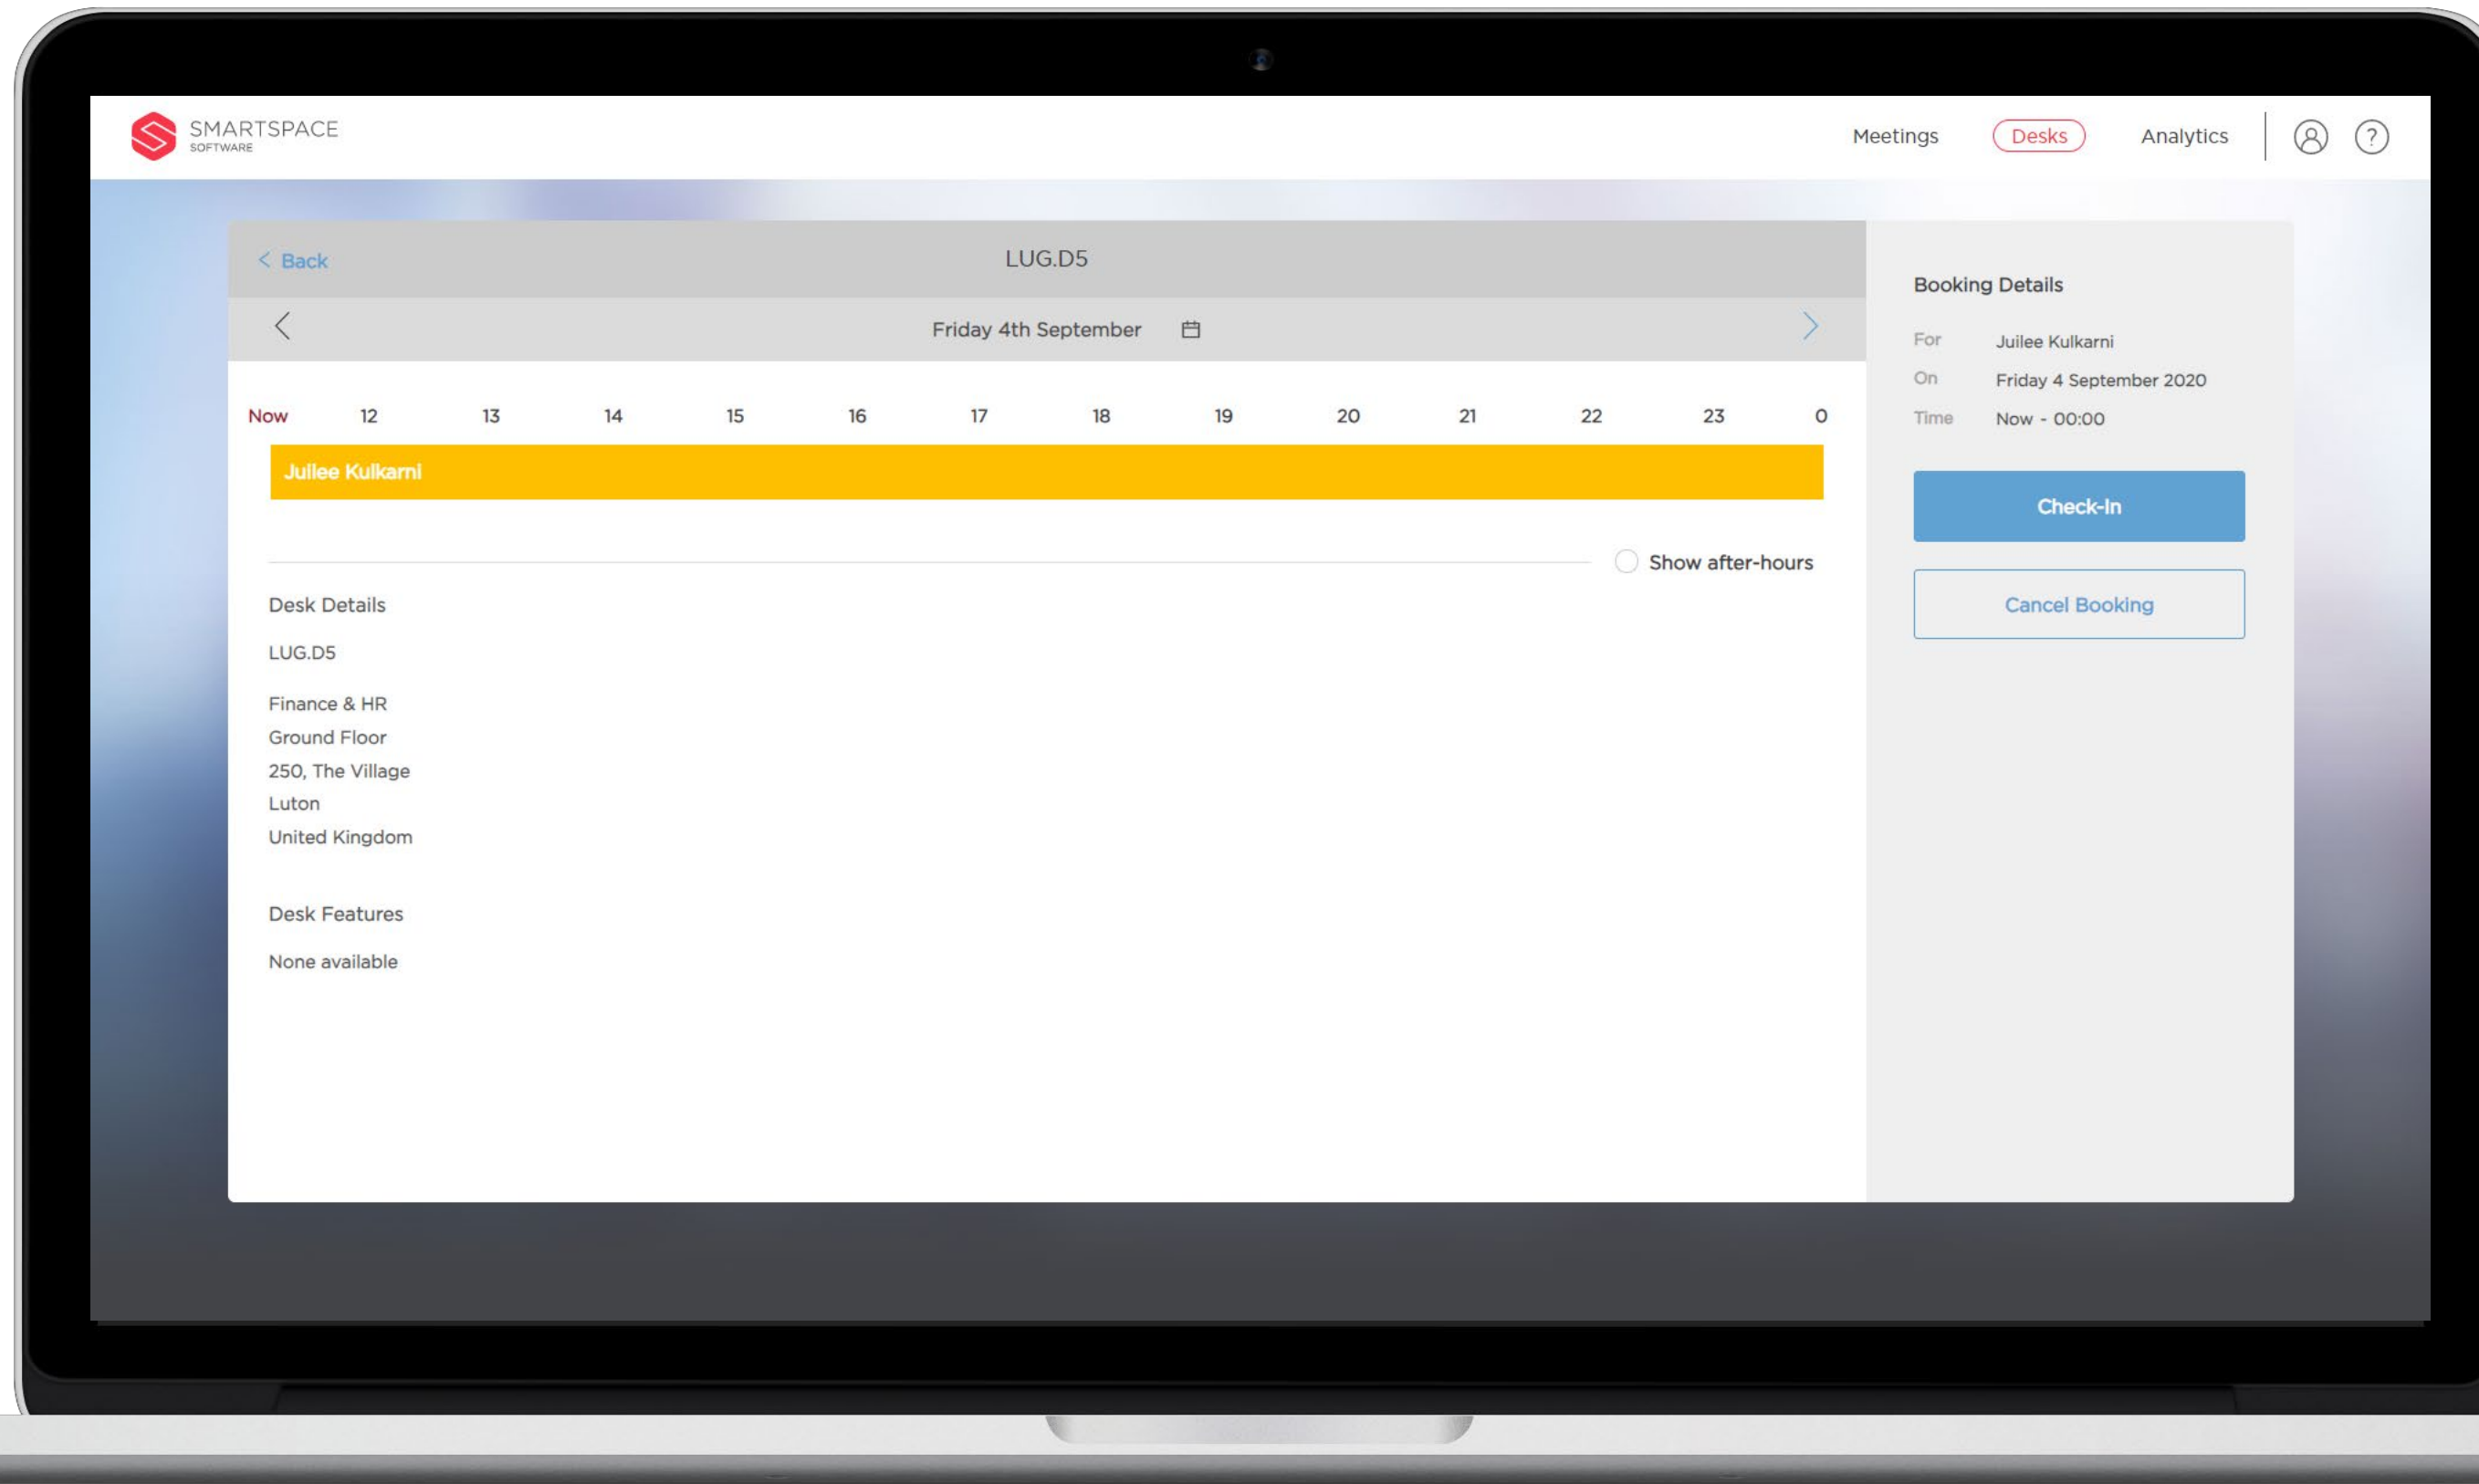 SMARTSPACE
SOFTWARE
Meetings Desks Analytics ?
< Back LUG.D5
Friday 4th September
Now 12 13 14 15 16 17 18 19 20 21 22 23 0
Juilee Kulkarni
Show after-hours
Desk Details
LUG.D5
Finance & HR
Ground Floor
250, The Village
Luton
United Kingdom
Desk Features
None available
Booking Details
For Juilee Kulkarni
On Friday 4 September 2020
Time Now - 00:00
Check-In
Cancel Booking